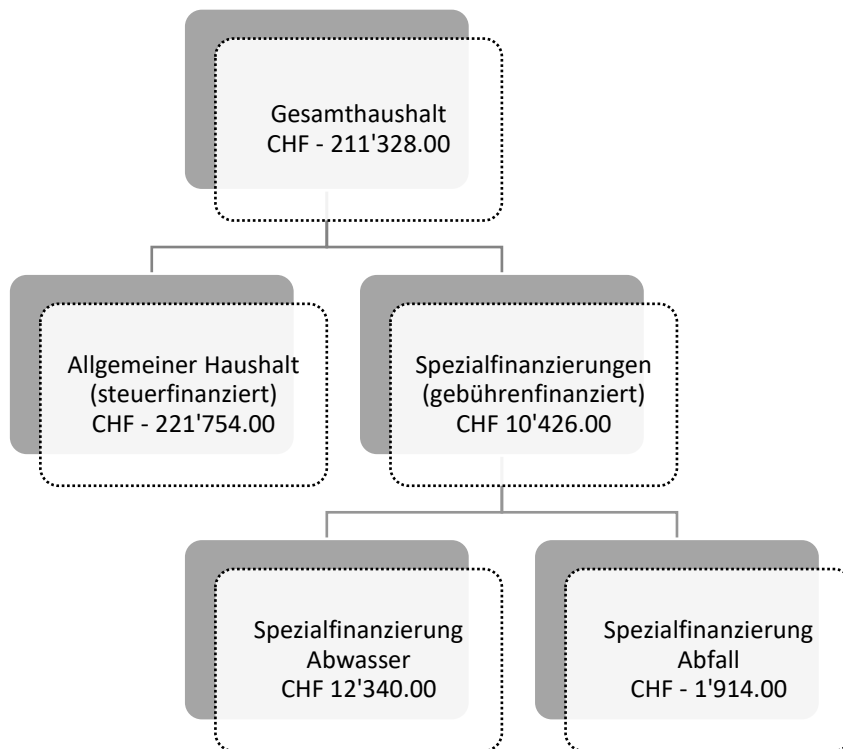 Gesamthaushalt
CHF - 211'328.00
Allgemeiner Haushalt
(steuerfinanziert)
CHF - 221'754.00
Spezialfinanzierungen
(gebührenfinanziert)
CHF 10'426.00
Spezialfinanzierung
Abwasser
CHF 12'340.00
Spezialfinanzierung
Abfall
CHF - 1'914.00